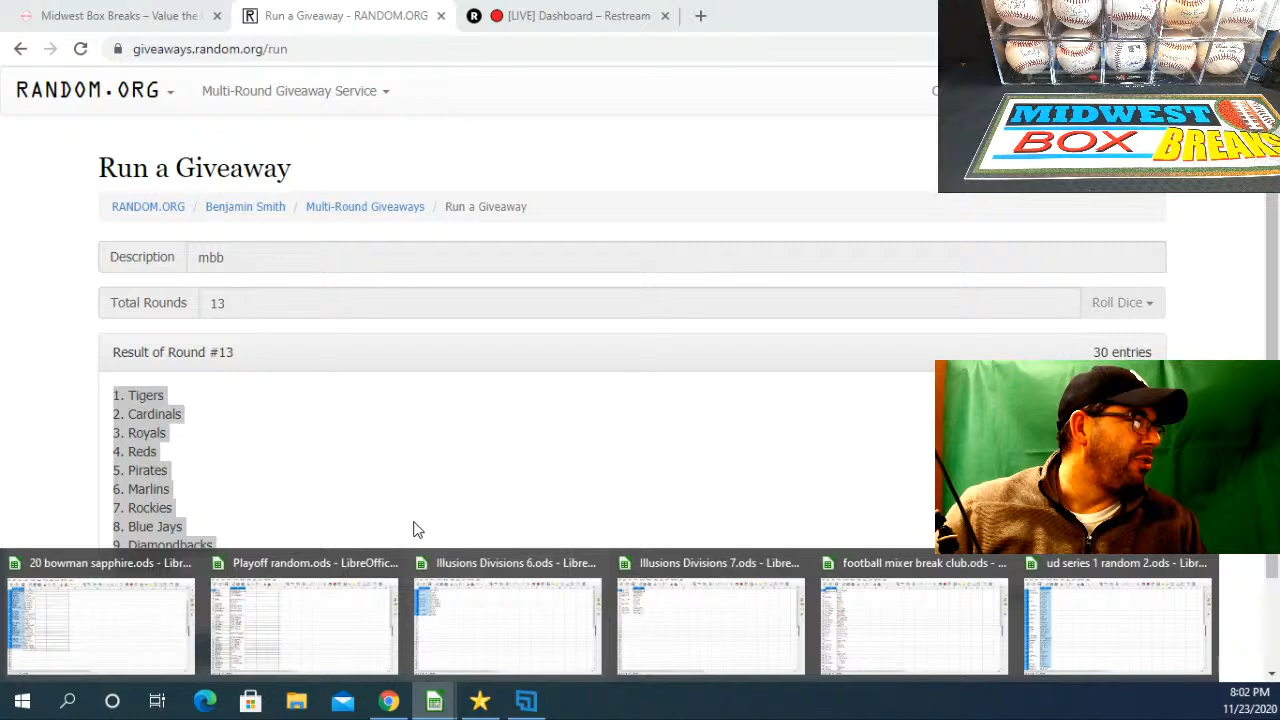 Midwest Box Breaks – Value the
Run a Giveaway - RANDOM.ORG
[LIVE] Dashboard – Restream
giveaways.random.org/run
RANDOM.ORG
Multi-Round Giveaway Service
MIDWEST
BOX BREAKS
Run a Giveaway
RANDOM.ORG / Benjamin Smith / Multi-Round Giveaways / Run a Giveaway
Description mbb
Total Rounds 13 Roll Dice
Result of Round #13 30 entries
1. Tigers
2. Cardinals
3. Royals
4. Reds
5. Pirates
6. Marlins
7. Rockies
8. Blue Jays
9. Diamondbacks
20 bowman sapphire.ods - Libr...
Playoff random.ods - LibreOffic...
Illusions Divisions 6.ods - Libre...
Illusions Divisions 7.ods - Libre...
football mixer break club.ods - ...
ud series 1 random 2.ods - Libr...
8:02 PM
11/23/2020